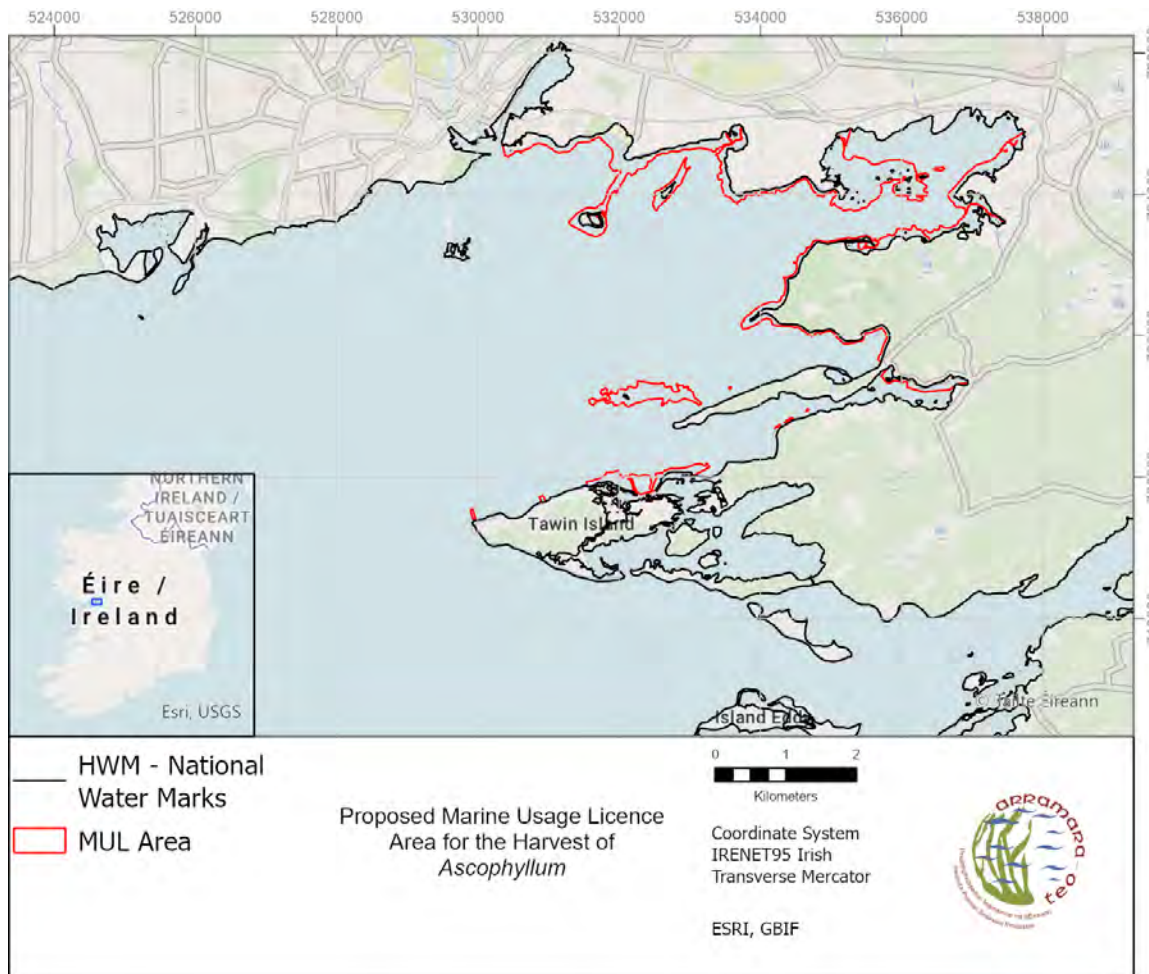 524000 526000 528000 530000 532000 534000 536000 538000
Tawin Island
Island Edd
© Tailte Éireann
NORTHERN
IRELAND /
TUAISCEART
ÉIREANN
Éire /
Ireland
Esri, USGS
HWM - National
Water Marks
MUL Area
Proposed Marine Usage Licence
Area for the Harvest of
Ascophyllum
0 1 2
Kilometers
Coordinate System
IRENET95 Irish
Transverse Mercator
ESRI, GBIF
arramara
teo